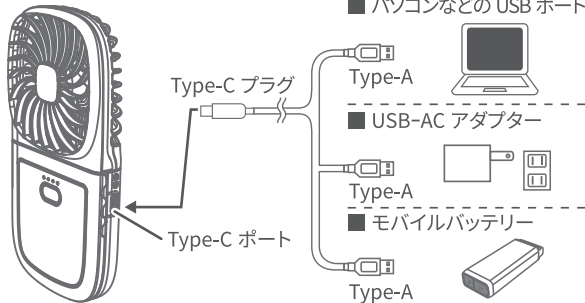 ■ パソコンなどの USB ポート
Type-C プラグ
Type-A
■ USB-AC アダプター
Type-A
Type-C ポート
■ モバイルバッテリー
Type-A